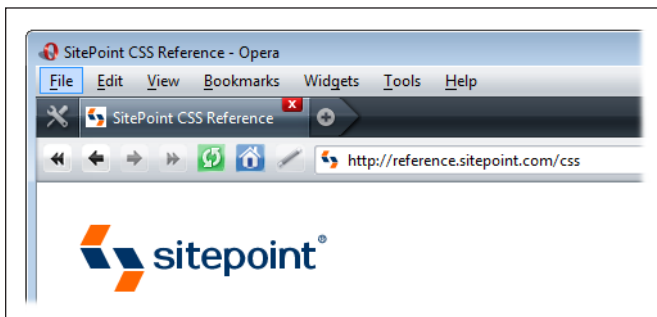 SitePoint CSS Reference - Opera
File Edit View Bookmarks Widgets Tools Help
SitePoint CSS Reference
http://reference.sitepoint.com/css
sitepoint®